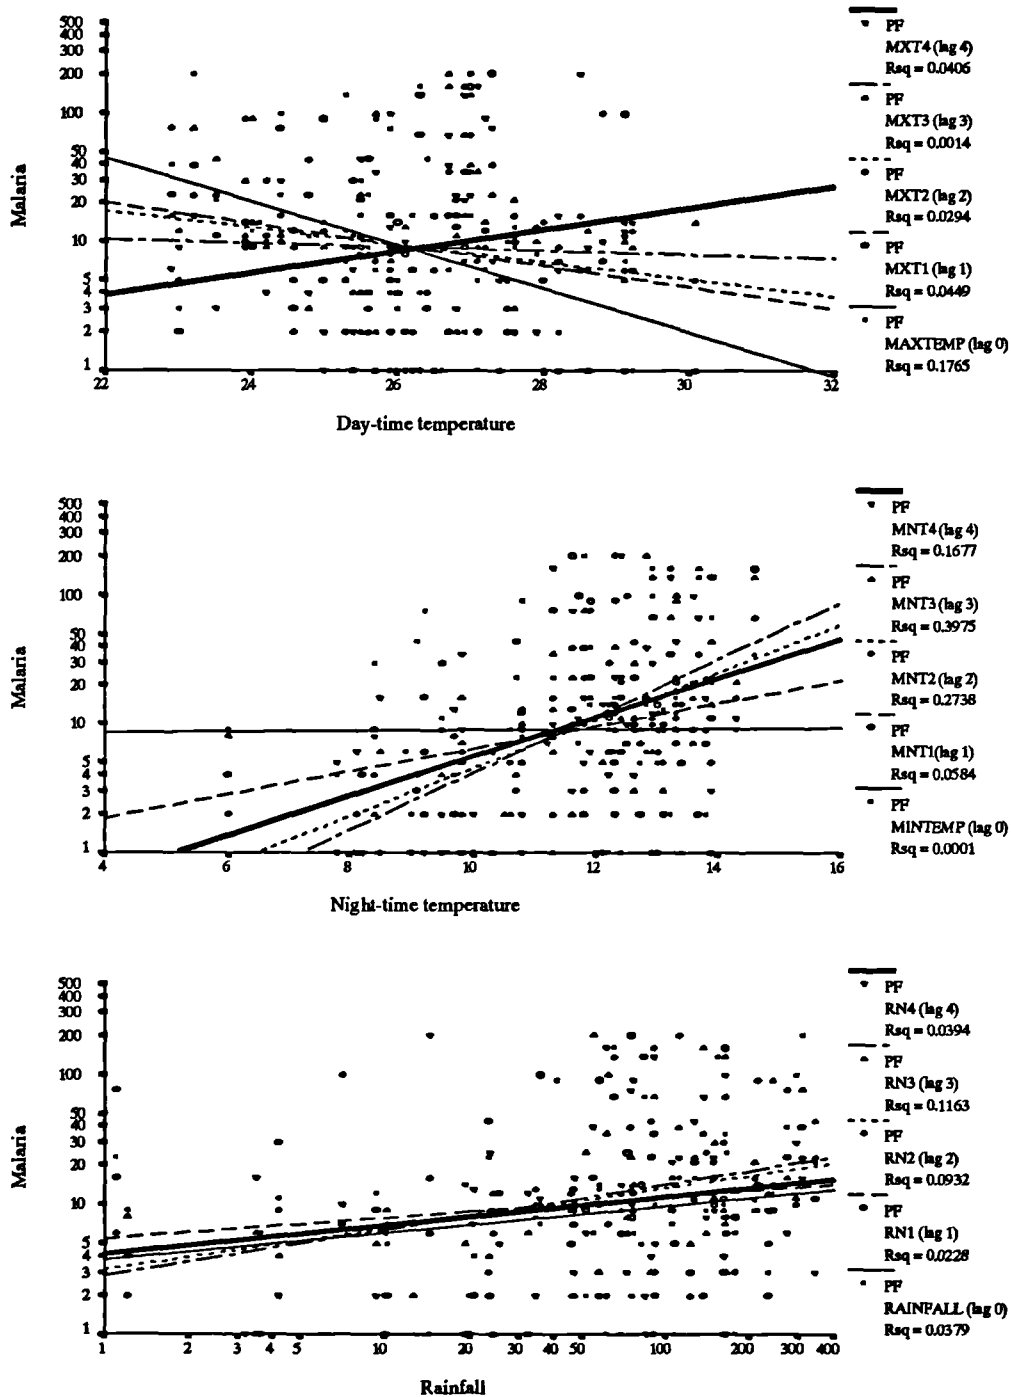 500
400
300
200
100
50
40
30
20
10
5
4
3
2
1
Malaria
22
24
26
28
30
32
Day-time temperature
PF
MXT4 (lag 4)
Rsq = 0.0406
PF
MXT3 (lag 3)
Rsq = 0.0014
PF
MXT2 (lag 2)
Rsq = 0.0294
PF
MXT1 (lag 1)
Rsq = 0.0449
PF
MAXTEMP (lag 0)
Rsq = 0.1765
500
400
300
200
100
50
40
30
20
10
5
4
3
2
1
Malaria
4
6
8
10
12
14
16
Night-time temperature
PF
MNT4 (lag 4)
Rsq = 0.1677
PF
MNT3 (lag 3)
Rsq = 0.3975
PF
MNT2 (lag 2)
Rsq = 0.2738
PF
MNT1(lag 1)
Rsq = 0.0584
PF
MINTEMP (lag 0)
Rsq = 0.0001
500
400
300
200
100
50
40
30
20
10
5
4
3
2
1
Malaria
1
2
3
4
5
10
20
30
40
50
100
200
300
400
Rainfall
PF
RN4 (lag 4)
Rsq = 0.0394
PF
RN3 (lag 3)
Rsq = 0.1163
PF
RN2 (lag 2)
Rsq = 0.0932
PF
RN1 (lag 1)
Rsq = 0.0228
PF
RAINFALL (lag 0)
Rsq = 0.0379